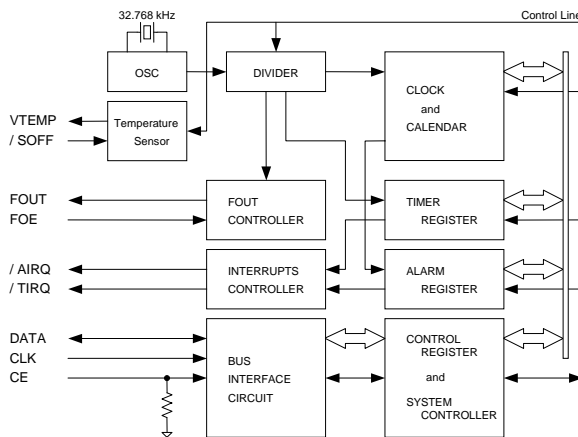 32.768 kHz
Control Line
OSC
DIVIDER
CLOCK
and
CALENDAR
VTEMP
/ SOFF
Temperature
Sensor
FOUT
FOE
FOUT
CONTROLLER
TIMER
REGISTER
/ AIRQ
/ TIRQ
INTERRUPTS
CONTROLLER
ALARM
REGISTER
DATA
CLK
CE
BUS
INTERFACE
CIRCUIT
CONTROL
REGISTER
and
SYSTEM
CONTROLLER